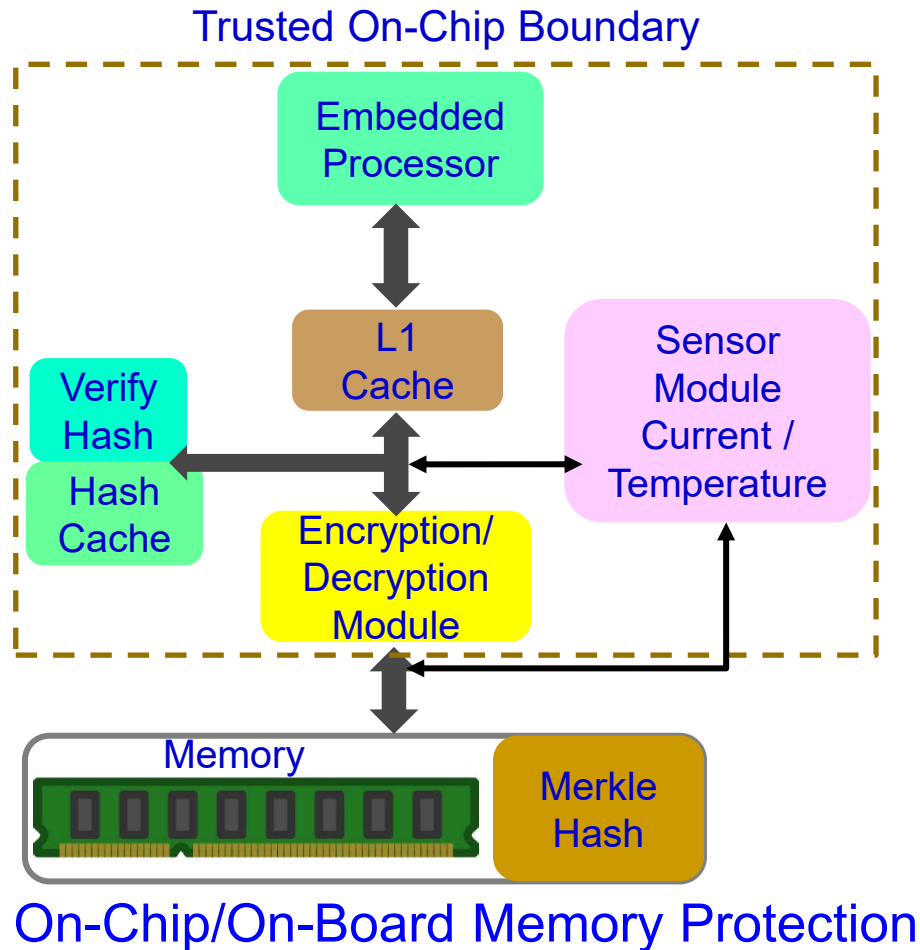 Trusted On-Chip Boundary
Embedded
Processor
L1
Cache
Sensor
Module
Current /
Temperature
Verify
Hash
Hash
Cache
Encryption/
Decryption
Module
Memory
Merkle
Hash
On-Chip/On-Board Memory Protection